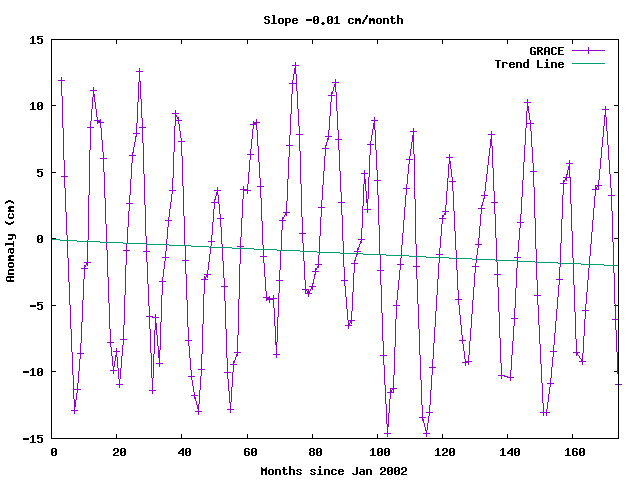 Slope -0.01 cm/month
15
GRACE
Trend Line
10
5
0
-5
-10
-15
Anomaly (cm)
0 20 40 60 80 100 120 140 160
Months since Jan 2002